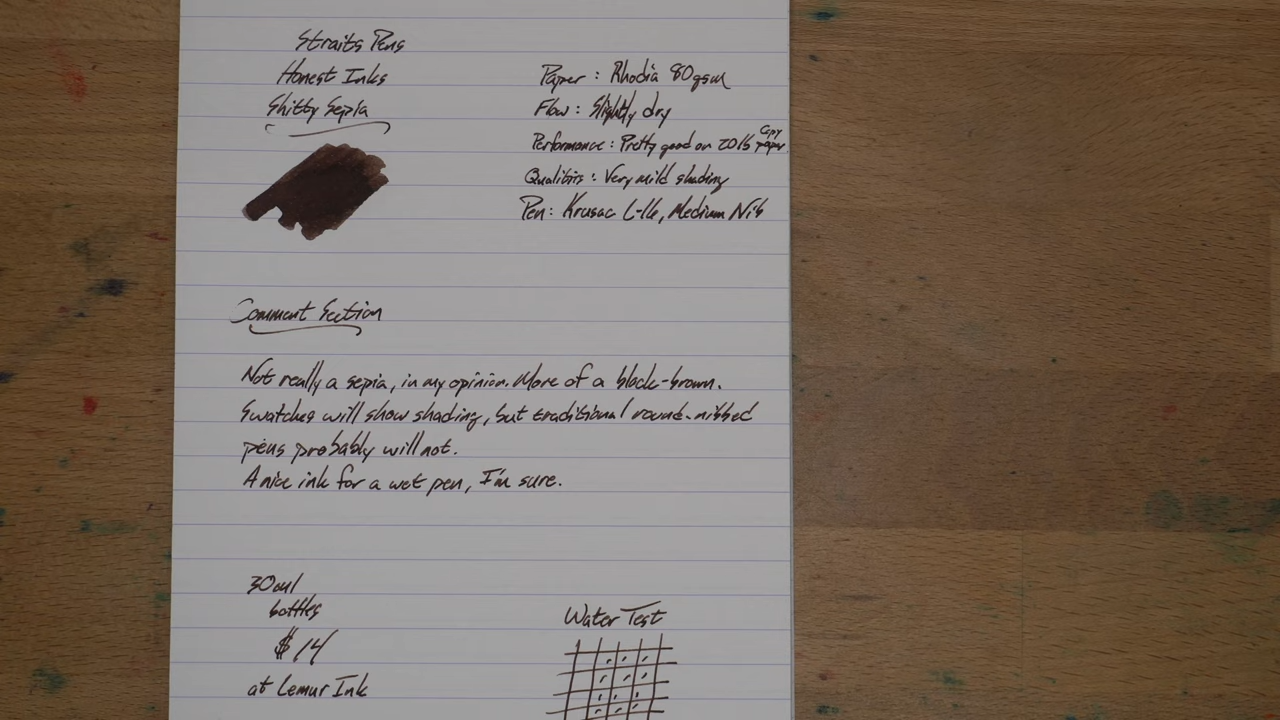 Straits Pens
Honest Inks
Shitty Sepia
Paper : Rhodia 80gsm
Flow : Slightly dry
Performance : Pretty good on 20lb copy paper
Qualities : Very mild shading
Pen : Krusac L-16, Medium Nib
Comment Section
Not really a sepia, in my opinion. More of a black-brown.
Swatches will show shading, but traditional round-nibbed
pens probably will not.
A nice ink for a wet pen, I'm sure.
30ml
bottles
$14
at Lemur Ink
Water Test